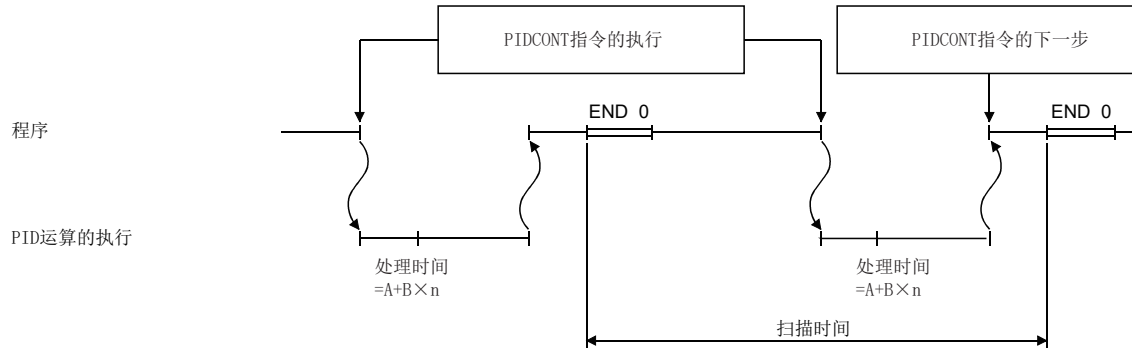 PIDCONT指令的执行
PIDCONT指令的下一步
END 0
END 0
程序
PID运算的执行
处理时间
=A+B×n
处理时间
=A+B×n
扫描时间